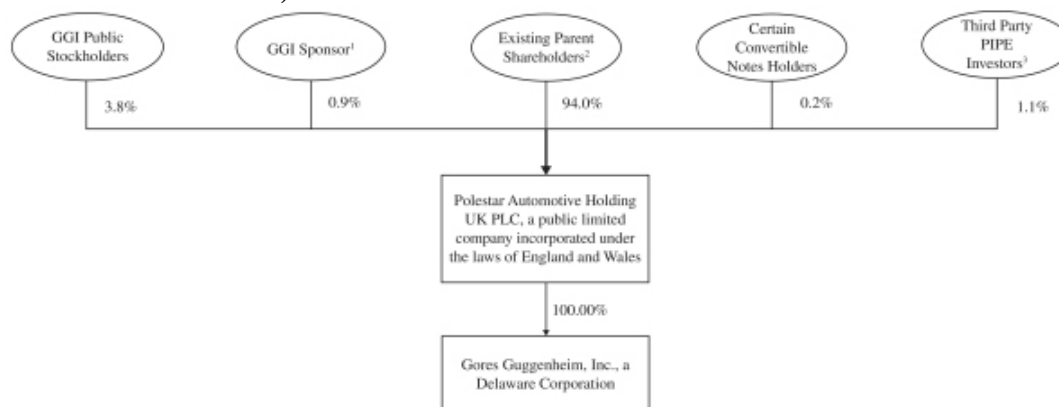 GGI Public
Stockholders
GGI Sponsor¹
Existing Parent
Shareholders²
Certain
Convertible
Notes Holders
Third Party
PIPE
Investors³
3.8%
0.9%
94.0%
0.2%
1.1%
Polestar Automotive Holding
UK PLC, a public limited
company incorporated under
the laws of England and Wales
100.00%
Gores Guggenheim, Inc., a
Delaware Corporation